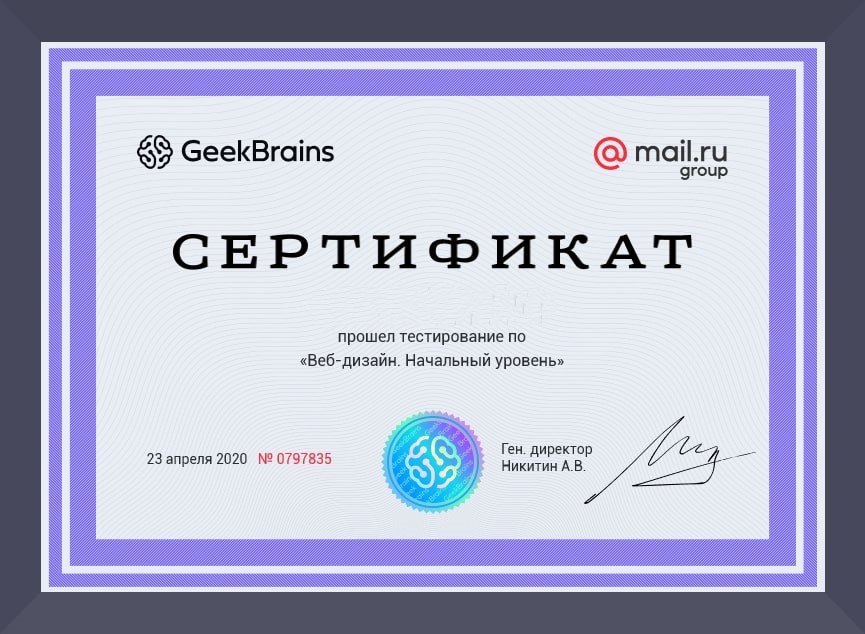 GeekBrains
@mail.ru
group
СЕРТИФИКАТ
прошел тестирование по
«Веб-дизайн. Начальный уровень»
23 апреля 2020 № 0797835
Ген. директор
Никитин А.В.